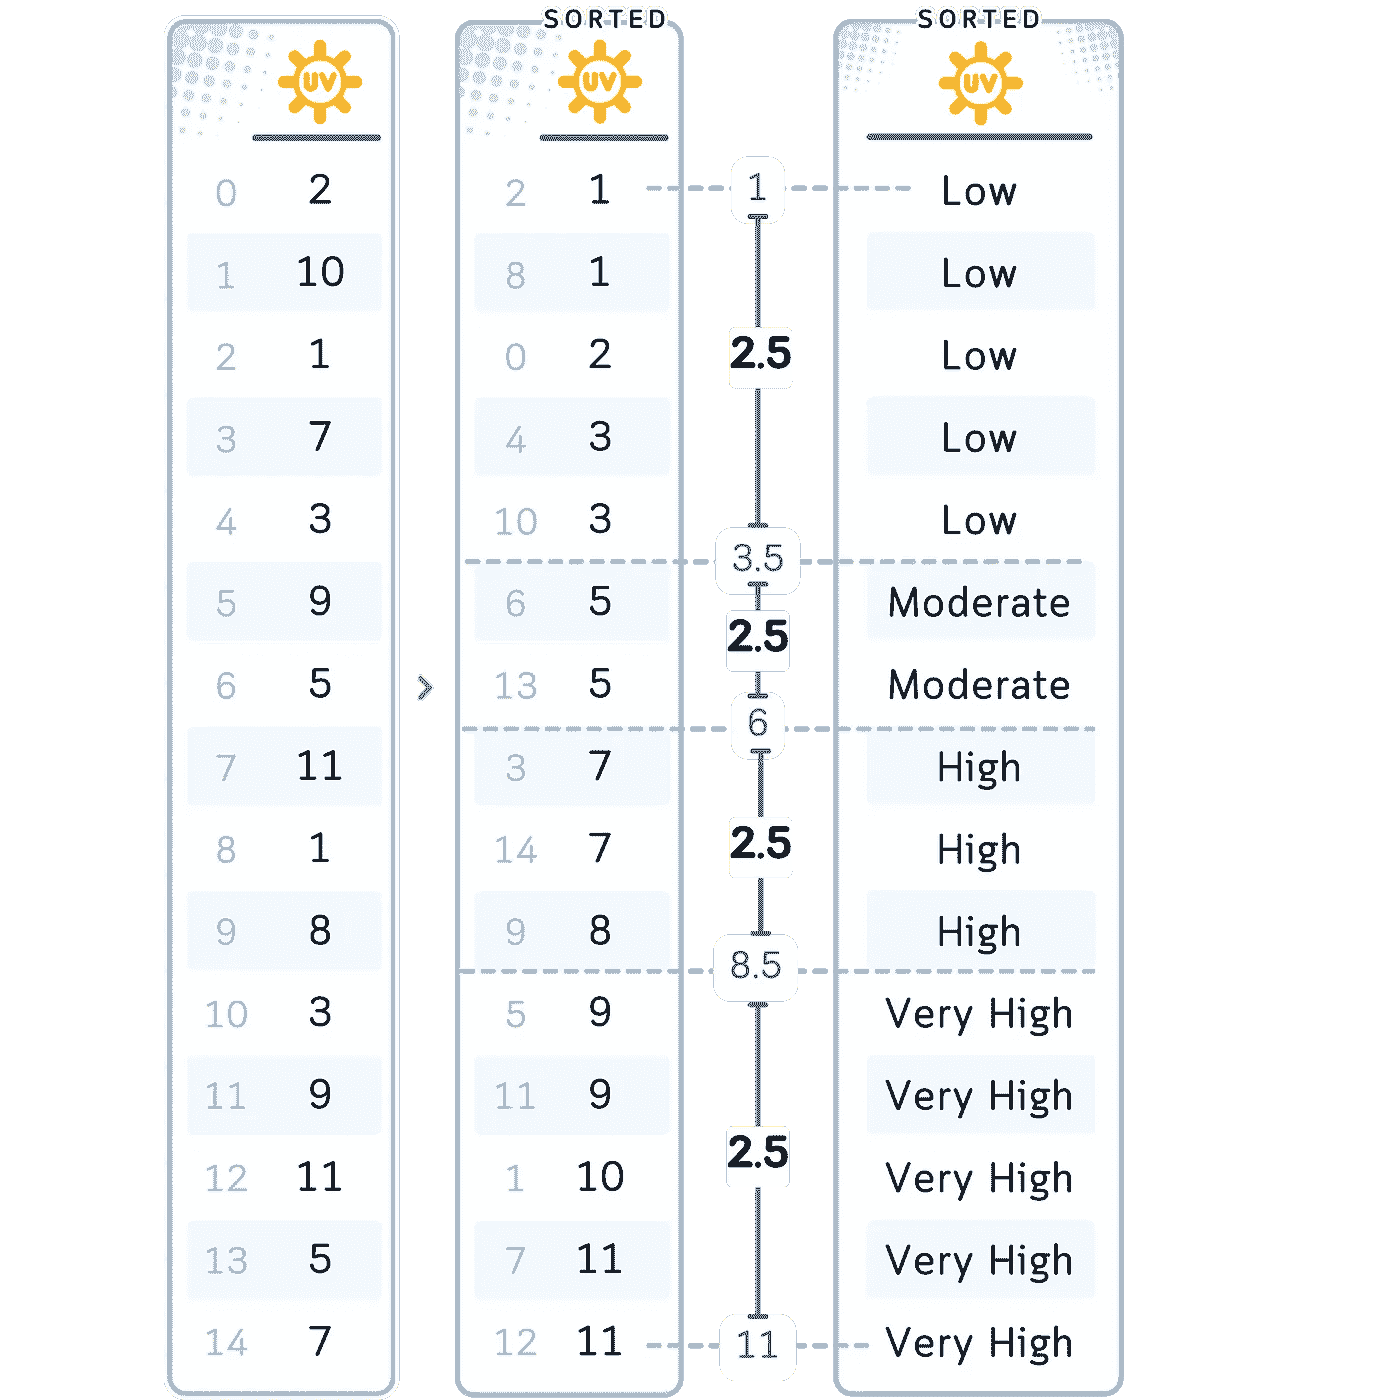 SORTED SORTED
UV UV UV
0 2 2 1 1 Low
1 10 8 1 Low
2 1 0 2 2.5 Low
3 7 4 3 Low
4 3 10 3 Low
3.5
5 9 6 5 Moderate
2.5
6 5 > 13 5 Moderate
6
7 11 3 7 High
8 1 14 7 2.5 High
9 8 9 8 High
8.5
10 3 5 9 Very High
11 9 11 9 Very High
2.5
12 11 1 10 Very High
13 5 7 11 Very High
14 7 12 11 11 Very High